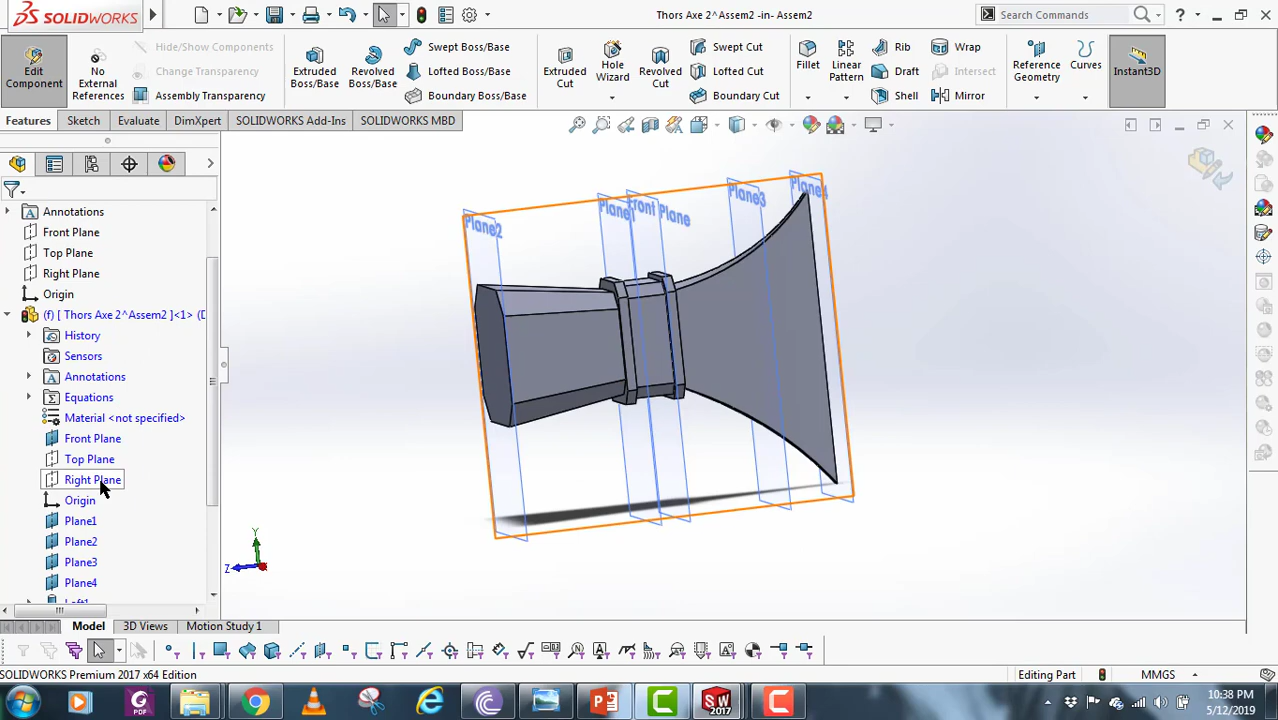 SOLIDWORKS
Thors Axe 2^Assem2 -in- Assem2
Search Commands
Edit Component
No External References
Hide/Show Components
Change Transparency
Assembly Transparency
Extruded Boss/Base
Revolved Boss/Base
Swept Boss/Base
Lofted Boss/Base
Boundary Boss/Base
Extruded Cut
Hole Wizard
Revolved Cut
Swept Cut
Lofted Cut
Boundary Cut
Fillet
Linear Pattern
Rib
Draft
Shell
Wrap
Intersect
Mirror
Reference Geometry
Curves
Instant3D
Features
Sketch
Evaluate
DimXpert
SOLIDWORKS Add-Ins
SOLIDWORKS MBD
Annotations
Front Plane
Top Plane
Right Plane
Origin
(f) [ Thors Axe 2^Assem2 ]<1> (D
History
Sensors
Annotations
Equations
Material <not specified>
Front Plane
Top Plane
Right Plane
Origin
Plane1
Plane2
Plane3
Plane4
Loft1
Plane2
Plane1
Front Plane
Plane3
Plane4
Y
Z
Model
3D Views
Motion Study 1
SOLIDWORKS Premium 2017 x64 Edition
Editing Part
MMGS
10:38 PM
5/12/2019